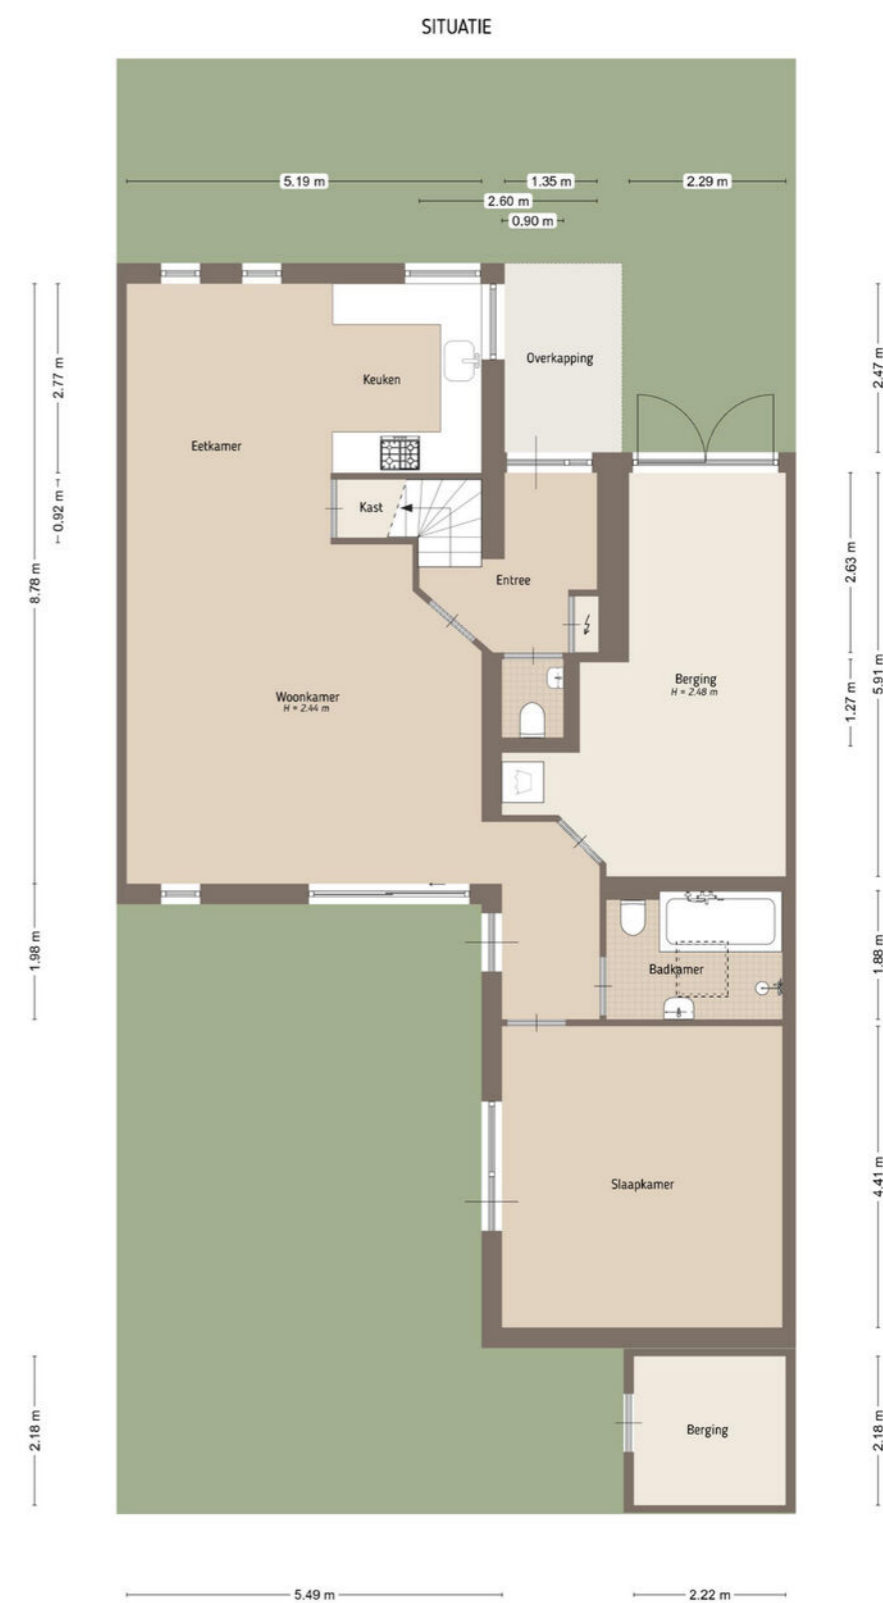 SITUATIE
5.19 m
1.35 m
2.29 m
2.60 m
0.90 m
2.77 m
0.92 m
8.78 m
1.98 m
2.18 m
Overkapping
Keuken
Eetkamer
Kast
Entree
Woonkamer
H = 2.44 m
Berging
H = 2.48 m
Badkamer
Slaapkamer
Berging
2.47 m
2.63 m
5.91 m
1.27 m
1.88 m
4.41 m
2.18 m
5.49 m
2.22 m